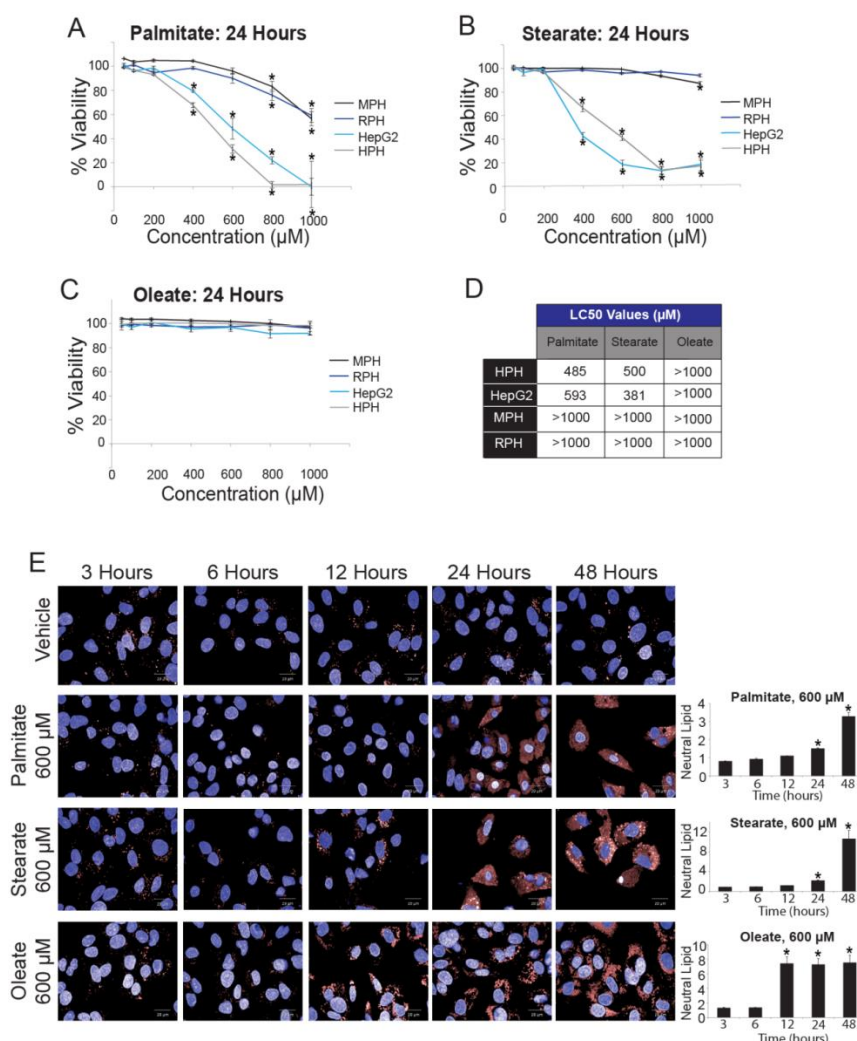 A
Palmitate: 24 Hours
% Viability
120
100
80
60
40
20
0
0 200 400 600 800 1000
Concentration (µM)
MPH
RPH
HepG2
HPH
B
Stearate: 24 Hours
% Viability
120
100
80
60
40
20
0
0 200 400 600 800 1000
Concentration (µM)
MPH
RPH
HepG2
HPH
C
Oleate: 24 Hours
% Viability
120
100
80
60
40
20
0
0 200 400 600 800 1000
Concentration (µM)
MPH
RPH
HepG2
HPH
D
LC50 Values (µM)
Palmitate Stearate Oleate
HPH 485 500 >1000
HepG2 593 381 >1000
MPH >1000 >1000 >1000
RPH >1000 >1000 >1000
E
3 Hours 6 Hours 12 Hours 24 Hours 48 Hours
Vehicle
Palmitate
600 µM
Stearate
600 µM
Oleate
600 µM
Palmitate, 600 µM
Neutral Lipid
4
3
2
1
0
3 6 12 24 48
Time (hours)
Stearate, 600 µM
Neutral Lipid
12
8
4
0
3 6 12 24 48
Time (hours)
Oleate, 600 µM
Neutral Lipid
10
8
6
4
2
0
3 6 12 24 48
Time (hours)